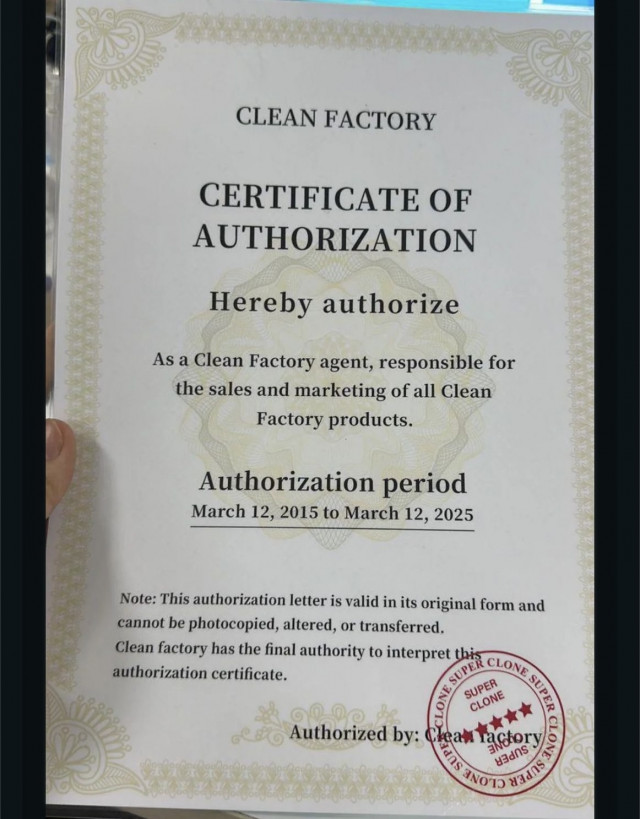 CLEAN FACTORY
CERTIFICATE OF
AUTHORIZATION
Hereby authorize
As a Clean Factory agent, responsible for
the sales and marketing of all Clean
Factory products.
Authorization period
March 12, 2015 to March 12, 2025
Note: This authorization letter is valid in its original form and
cannot be photocopied, altered, or transferred.
Clean factory has the final authority to interpret this
authorization certificate.
Authorized by: Clean factory
SUPER CLONE SUPER CLONE SUPER CLONE SUPER CLONE
SUPER
CLONE
SUPER
CLONE